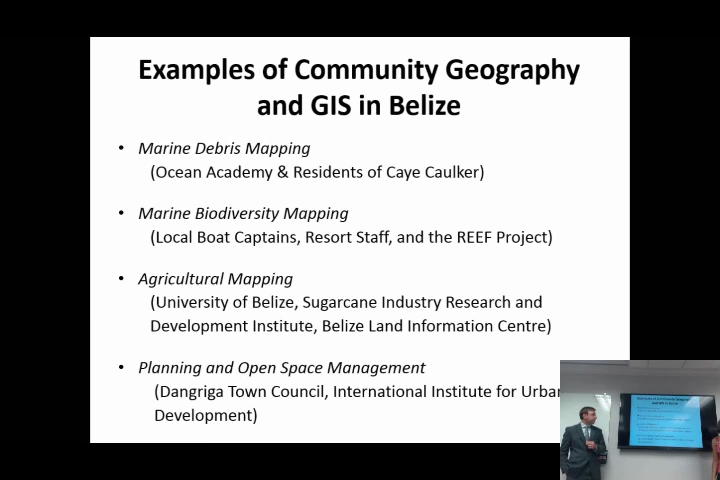 Examples of Community Geography
and GIS in Belize
• Marine Debris Mapping
(Ocean Academy & Residents of Caye Caulker)
• Marine Biodiversity Mapping
(Local Boat Captains, Resort Staff, and the REEF Project)
• Agricultural Mapping
(University of Belize, Sugarcane Industry Research and
Development Institute, Belize Land Information Centre)
• Planning and Open Space Management
(Dangriga Town Council, International Institute for Urban
Development)